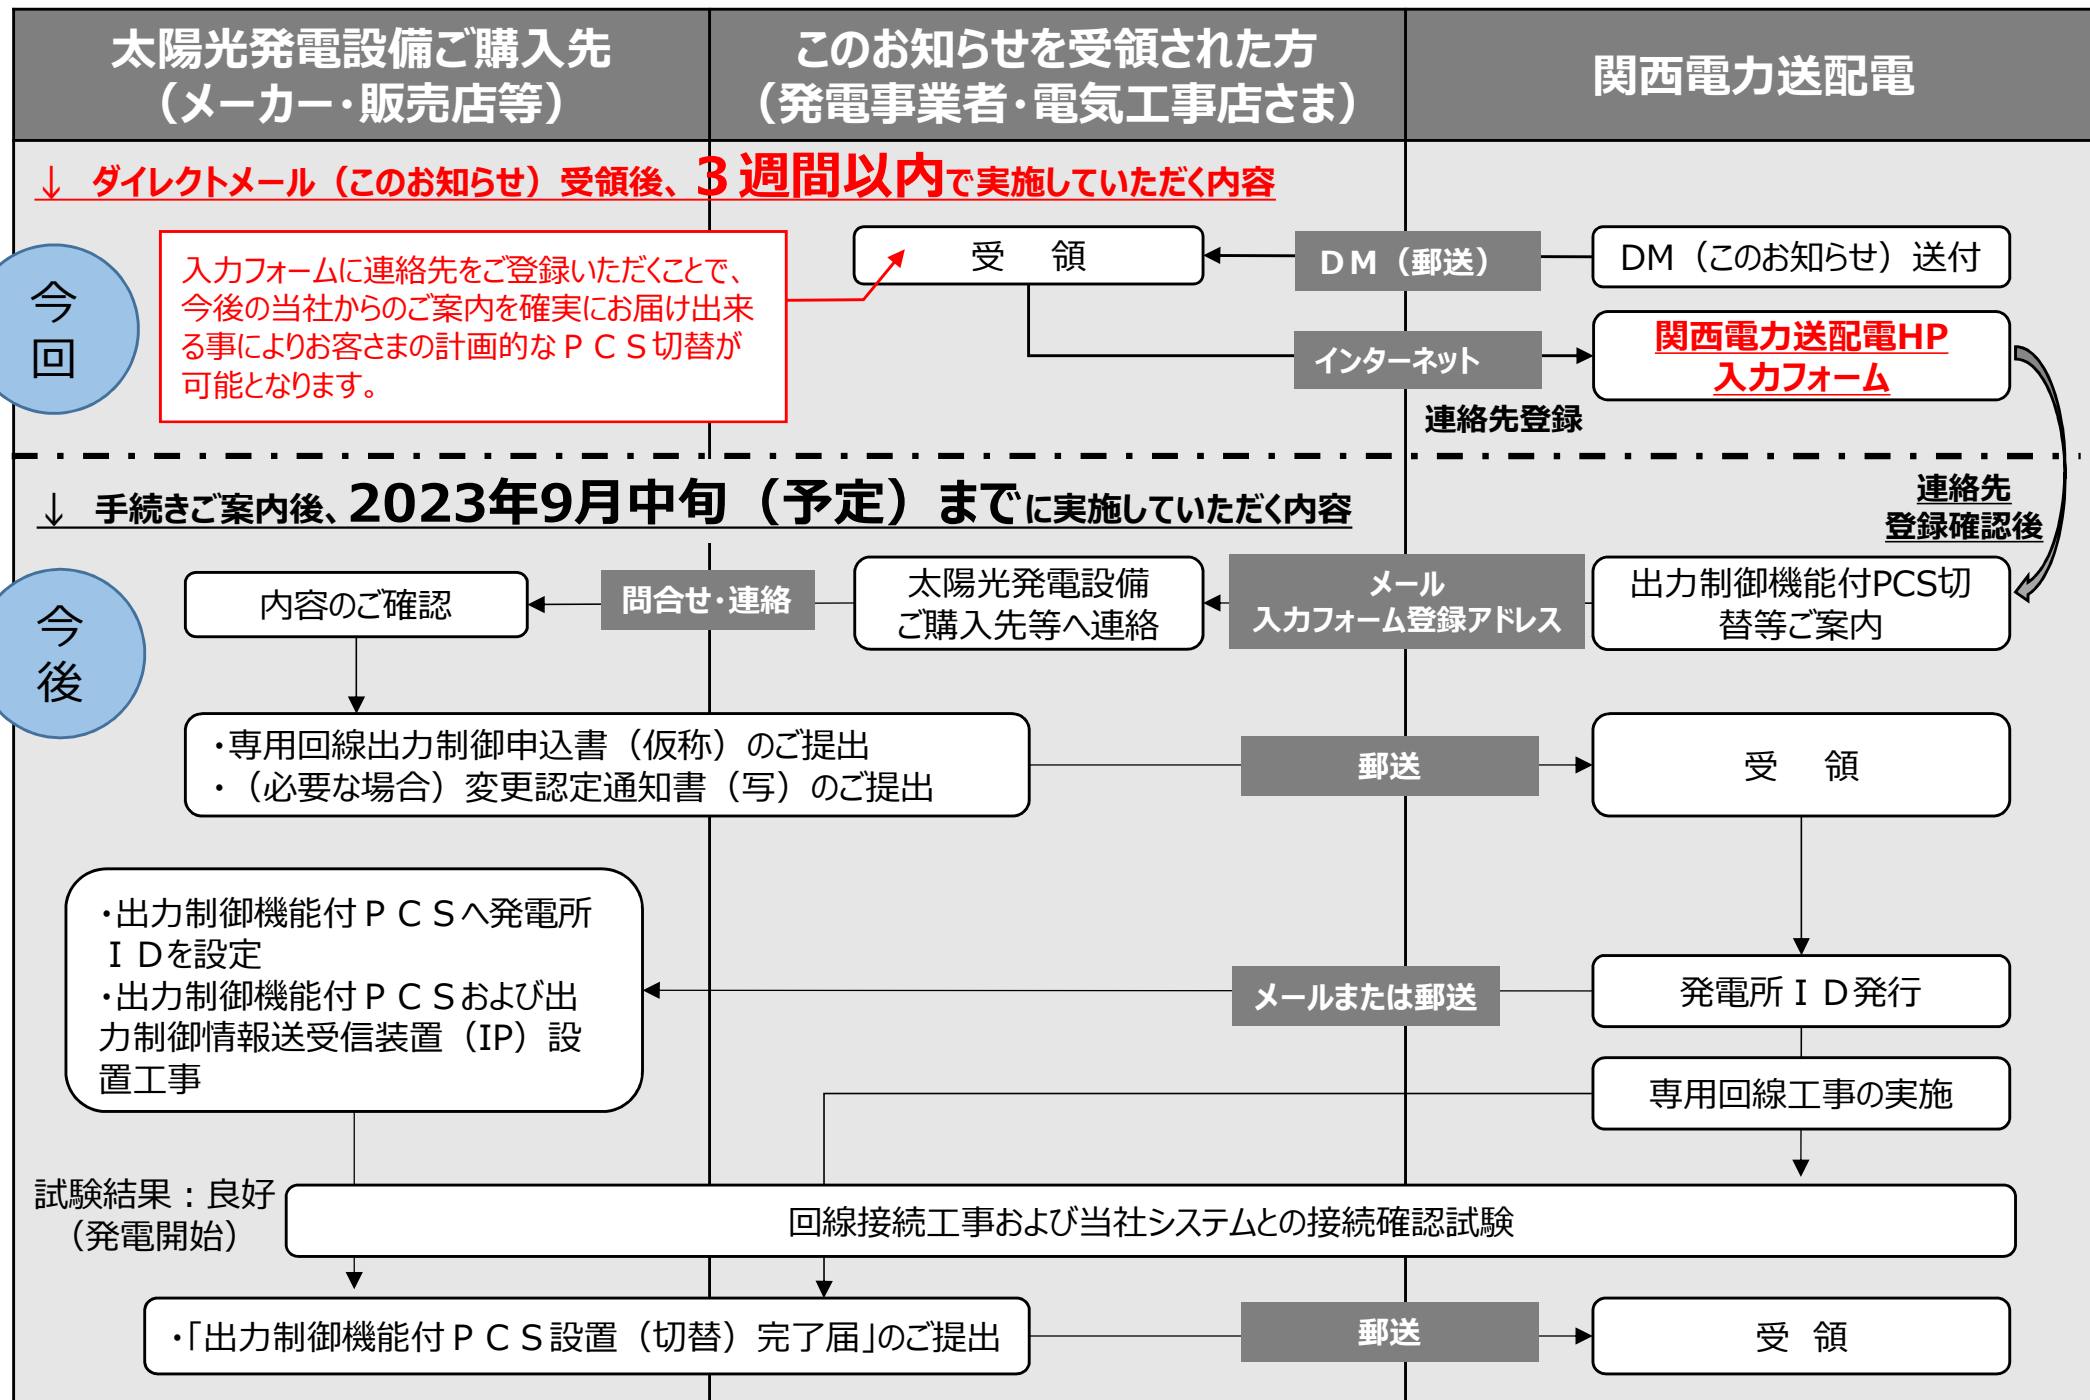 太陽光発電設備ご購入先
（メーカー・販売店等）
このお知らせを受領された方
（発電事業者・電気工事店さま）
関西電力送配電
↓ ダイレクトメール（このお知らせ）受領後、３週間以内で実施していただく内容
今
回
入力フォームに連絡先をご登録いただくことで、
今後の当社からのご案内を確実にお届け出来
る事によりお客さまの計画的なＰＣＳ切替が
可能となります。
受　領
ＤＭ（郵送）
DM（このお知らせ）送付
インターネット
関西電力送配電HP
入力フォーム
連絡先登録
↓ 手続きご案内後、2023年9月中旬（予定）までに実施していただく内容
連絡先
登録確認後
今
後
内容のご確認
問合せ・連絡
太陽光発電設備
ご購入先等へ連絡
メール
入力フォーム登録アドレス
出力制御機能付PCS切
替等ご案内
・専用回線出力制御申込書（仮称）のご提出
・（必要な場合）変更認定通知書（写）のご提出
郵送
受　領
・出力制御機能付ＰＣＳへ発電所
ＩＤを設定
・出力制御機能付ＰＣＳおよび出
力制御情報送受信装置（IP）設
置工事
メールまたは郵送
発電所ＩＤ発行
専用回線工事の実施
試験結果：良好
（発電開始）
回線接続工事および当社システムとの接続確認試験
・「出力制御機能付ＰＣＳ設置（切替）完了届」のご提出
郵送
受 領